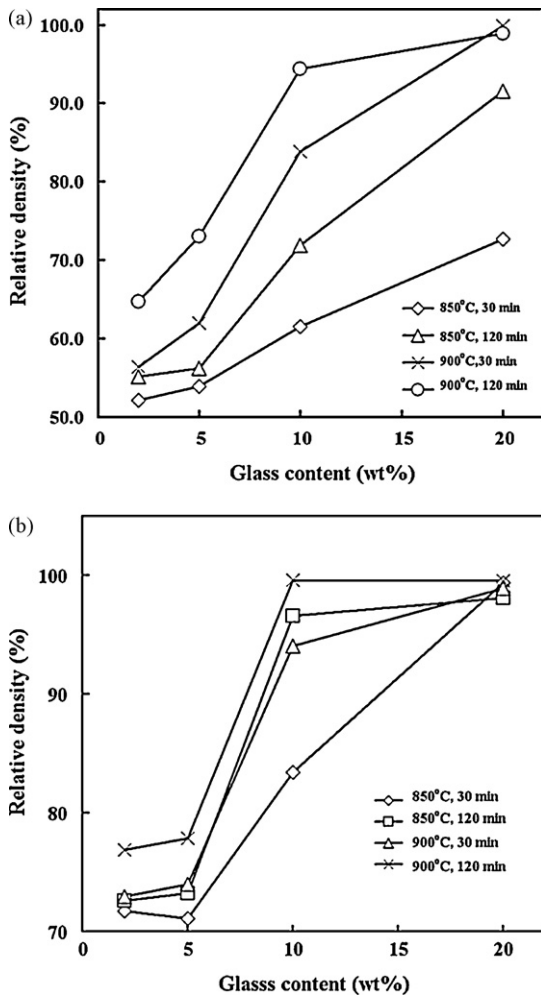 (a)
100.0
90.0
80.0
70.0
60.0
50.0
Relative density (%)
850°C, 30 min
850°C, 120 min
900°C,30 min
900°C, 120 min
0 5 10 15 20
Glass content (wt%)
(b)
100
90
80
70
Relative density (%)
850°C, 30 min
850°C, 120 min
900°C, 30 min
900°C, 120 min
0 5 10 15 20
Glasss content (wt%)